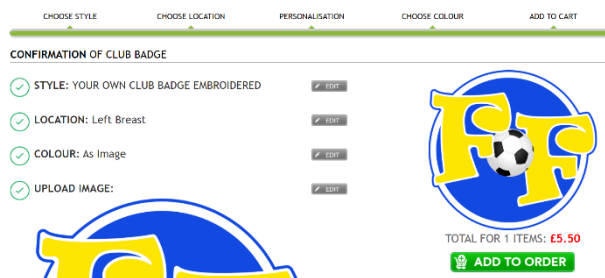 CHOOSE STYLE CHOOSE LOCATION PERSONALISATION CHOOSE COLOUR ADD TO CART
CONFIRMATION OF CLUB BADGE
STYLE: YOUR OWN CLUB BADGE EMBROIDERED EDIT
LOCATION: Left Breast EDIT
COLOUR: As Image EDIT
UPLOAD IMAGE: EDIT
FF
TOTAL FOR 1 ITEMS: £5.50
ADD TO ORDER